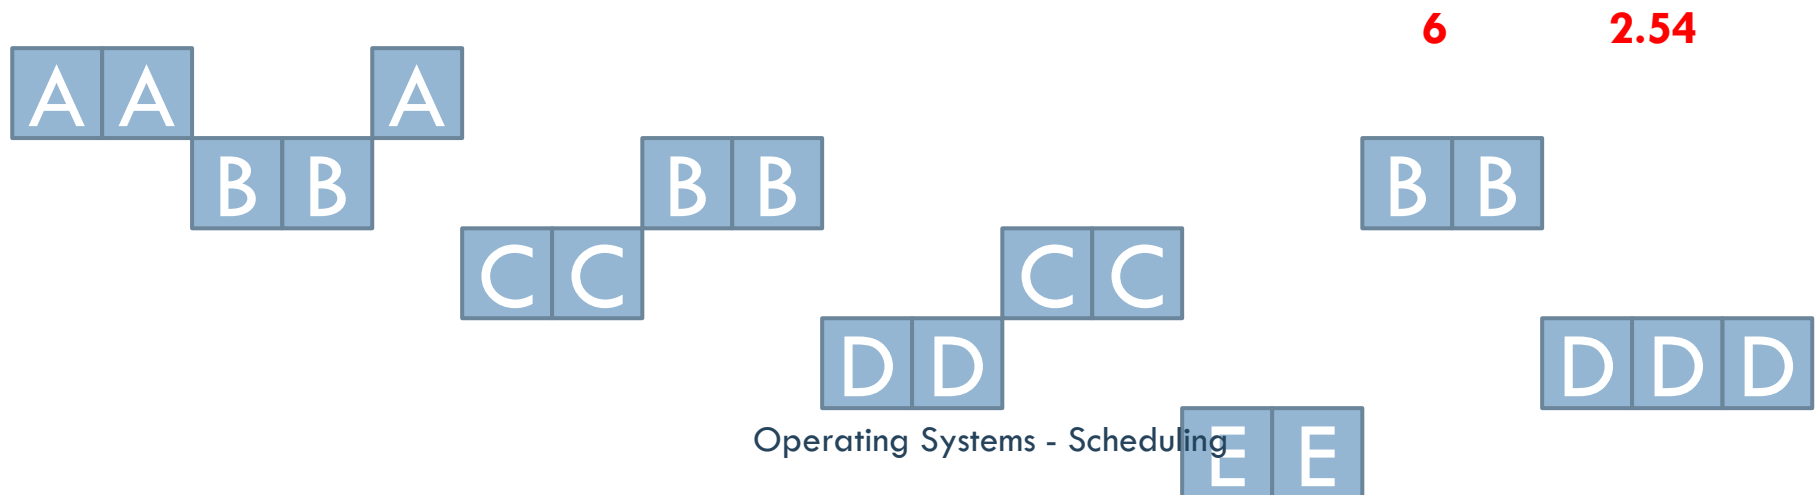 6 2.54
A A A
B B B B B B
C C C C
D D D D D
Operating Systems - Scheduling
E E